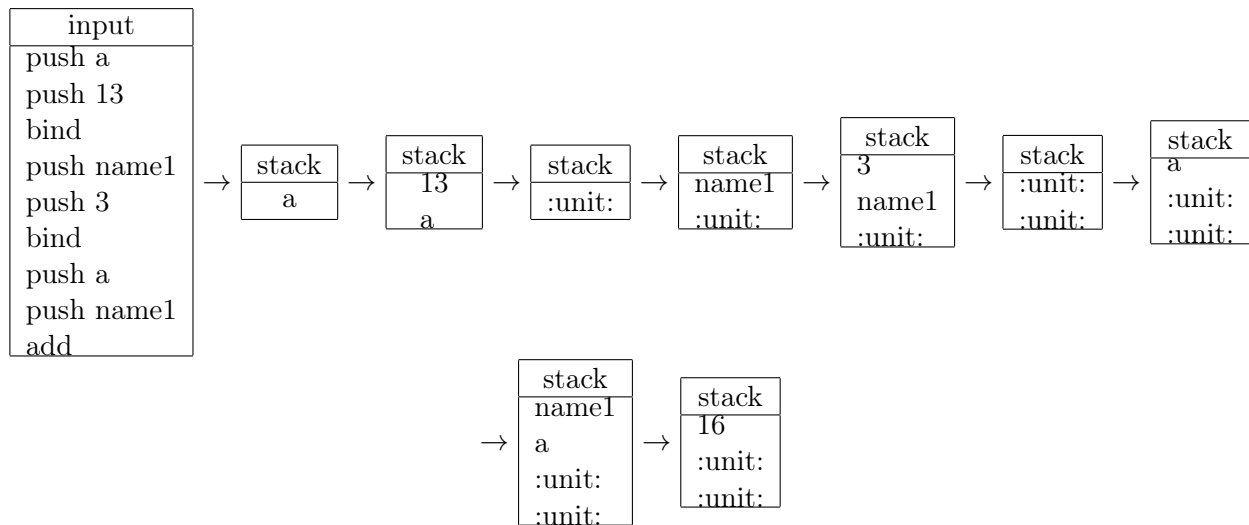 input
push a
push 13
bind
push name1
push 3
bind
push a
push name1
add
→
stack
a
→
stack
13
a
→
stack
:unit:
→
stack
name1
:unit:
→
stack
3
name1
:unit:
→
stack
:unit:
:unit:
→
stack
a
:unit:
:unit:
→
stack
name1
a
:unit:
:unit:
→
stack
16
:unit:
:unit: